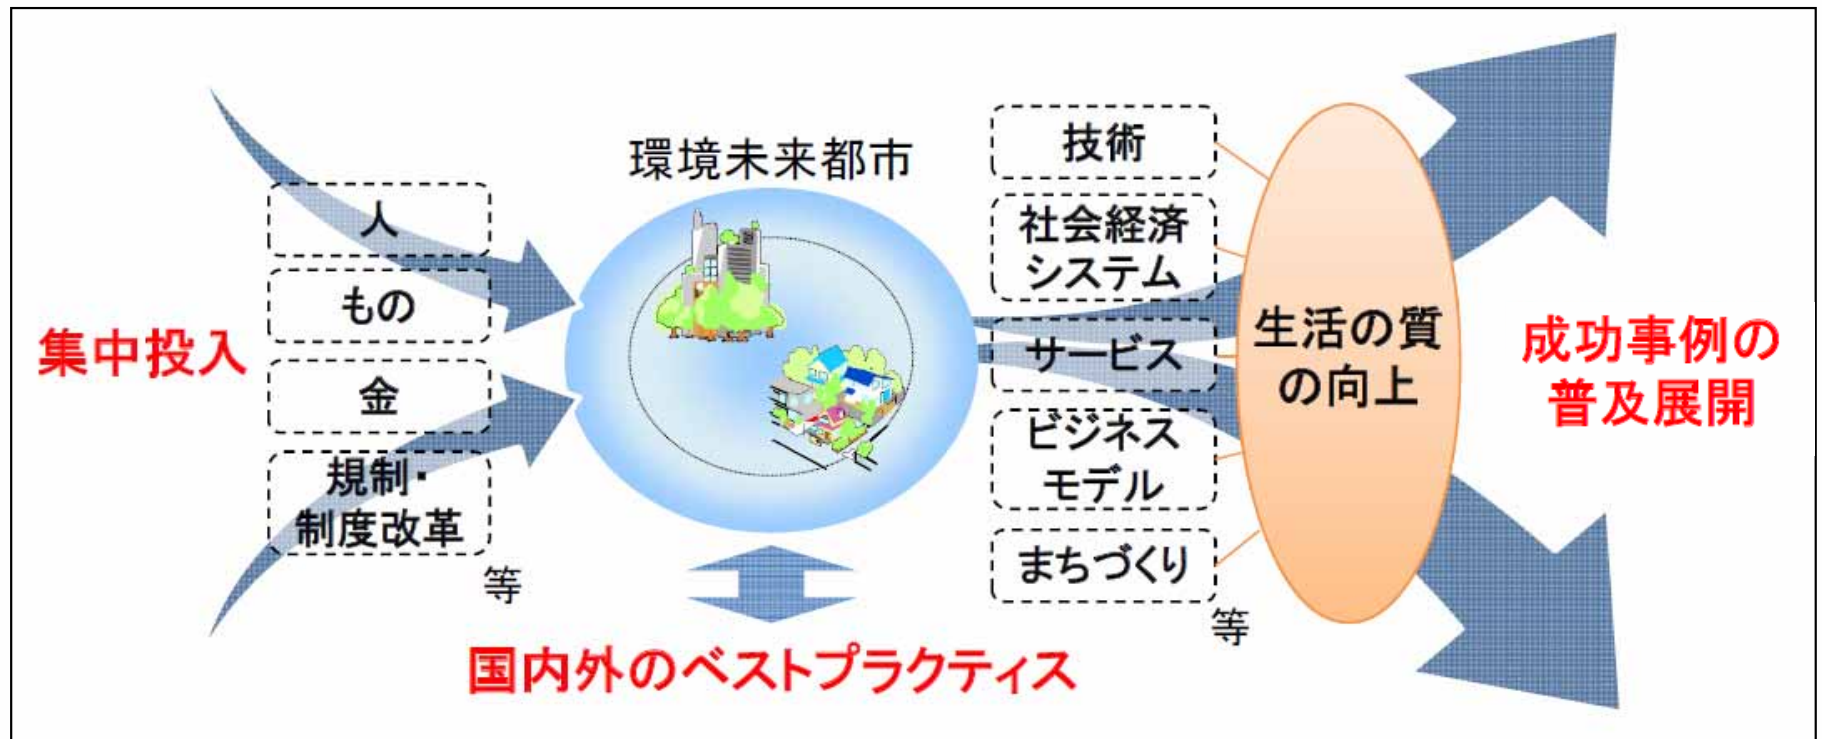 集中投入
人
もの
金
規制・
制度改革
等
環境未来都市
国内外のベストプラクティス
技術
社会経済
システム
サービス
ビジネス
モデル
まちづくり
等
生活の質
の向上
成功事例の
普及展開